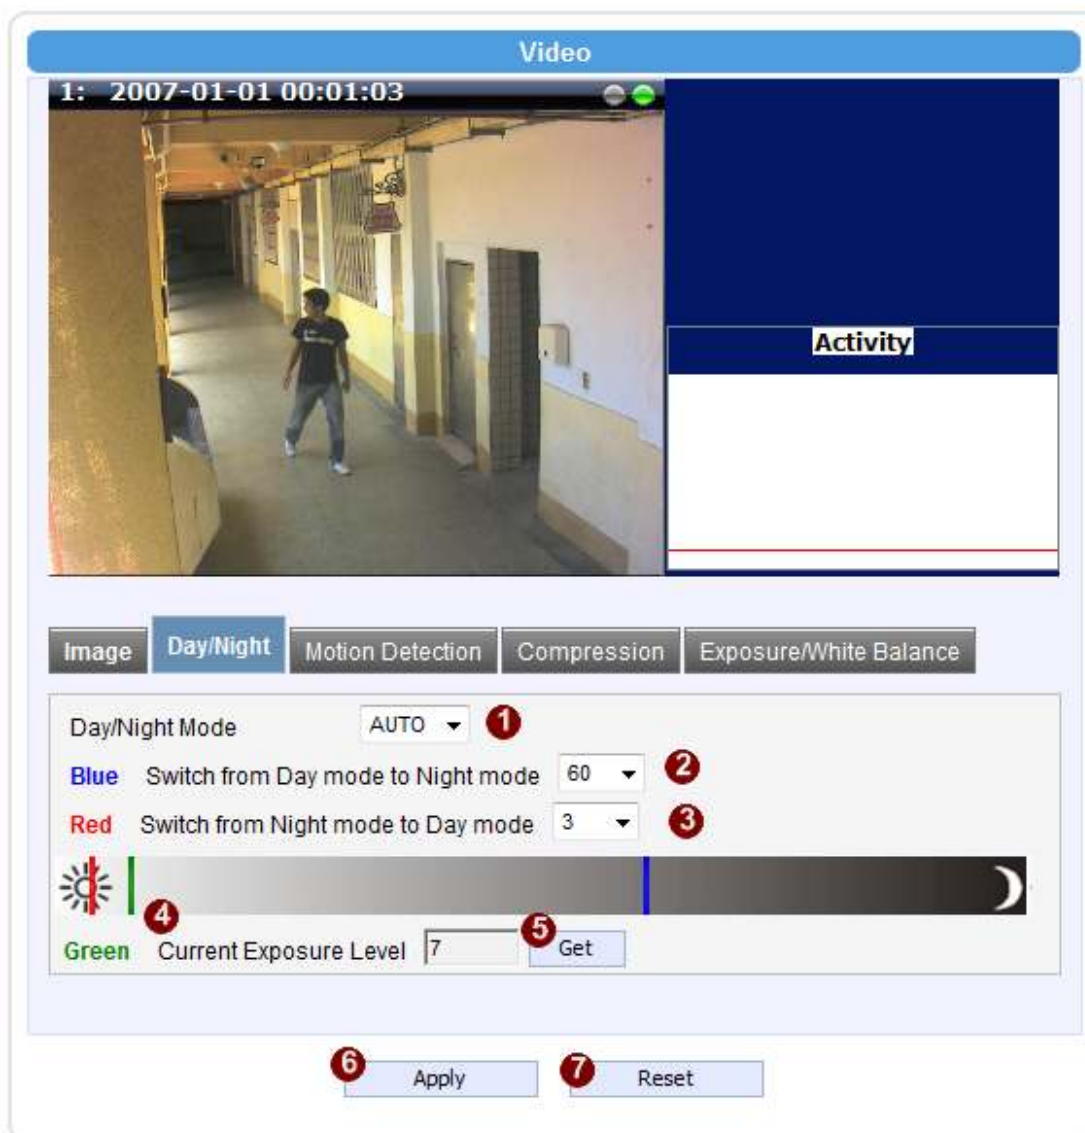 Video
1: 2007-01-01 00:01:03
Activity
Image Day/Night Motion Detection Compression Exposure/White Balance
Day/Night Mode AUTO 1
Blue Switch from Day mode to Night mode 60 2
Red Switch from Night mode to Day mode 3 3
4
Green Current Exposure Level 7 5 Get
6 Apply 7 Reset